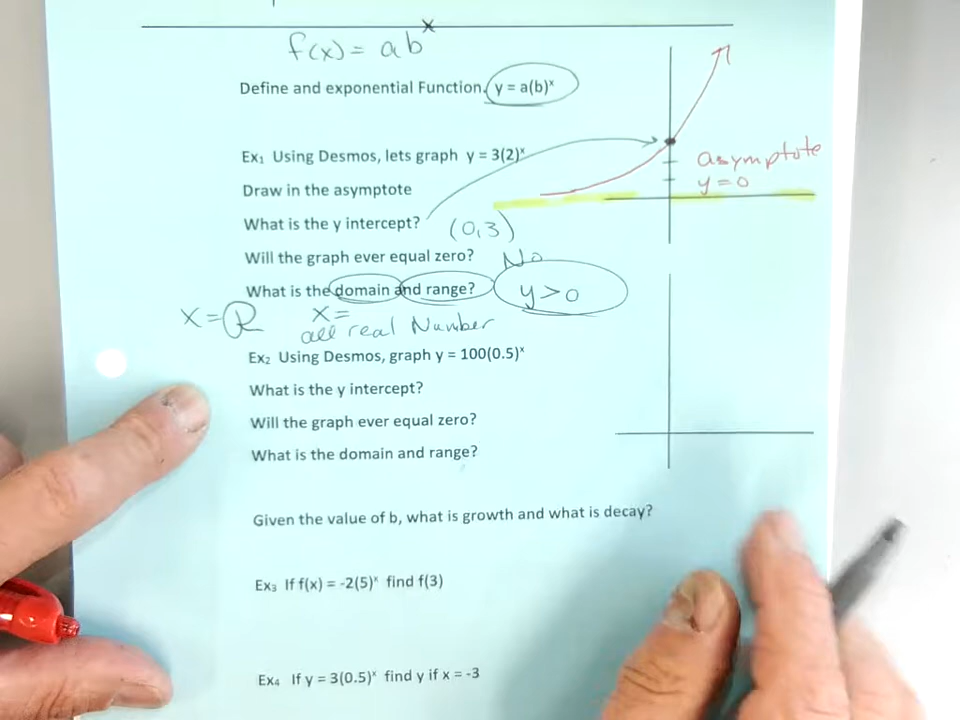 f(x) = ab^x
Define and exponential Function. y = a(b)ˣ
Ex₁ Using Desmos, lets graph y = 3(2)ˣ
asymptote
y = 0
Draw in the asymptote
What is the y intercept? (0,3)
Will the graph ever equal zero? No
What is the domain and range? y > 0
x = ℝ x =
all real Number
Ex₂ Using Desmos, graph y = 100(0.5)ˣ
What is the y intercept?
Will the graph ever equal zero?
What is the domain and range?
Given the value of b, what is growth and what is decay?
Ex₃ If f(x) = -2(5)ˣ find f(3)
Ex₄ If y = 3(0.5)ˣ find y if x = -3